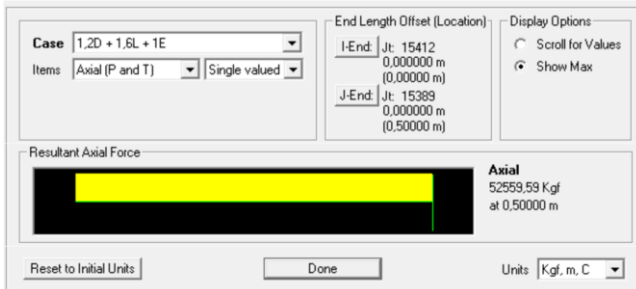 Case 1,2D + 1,6L + 1E
Items Axial (P and T) Single valued
End Length Offset (Location)
I-End: Jt: 15412
0,000000 m
(0,00000 m)
J-End: Jt: 15389
0,000000 m
(0,50000 m)
Display Options
Scroll for Values
Show Max
Resultant Axial Force
Axial
52559,59 Kgf
at 0,50000 m
Reset to Initial Units
Done
Units Kgf, m, C